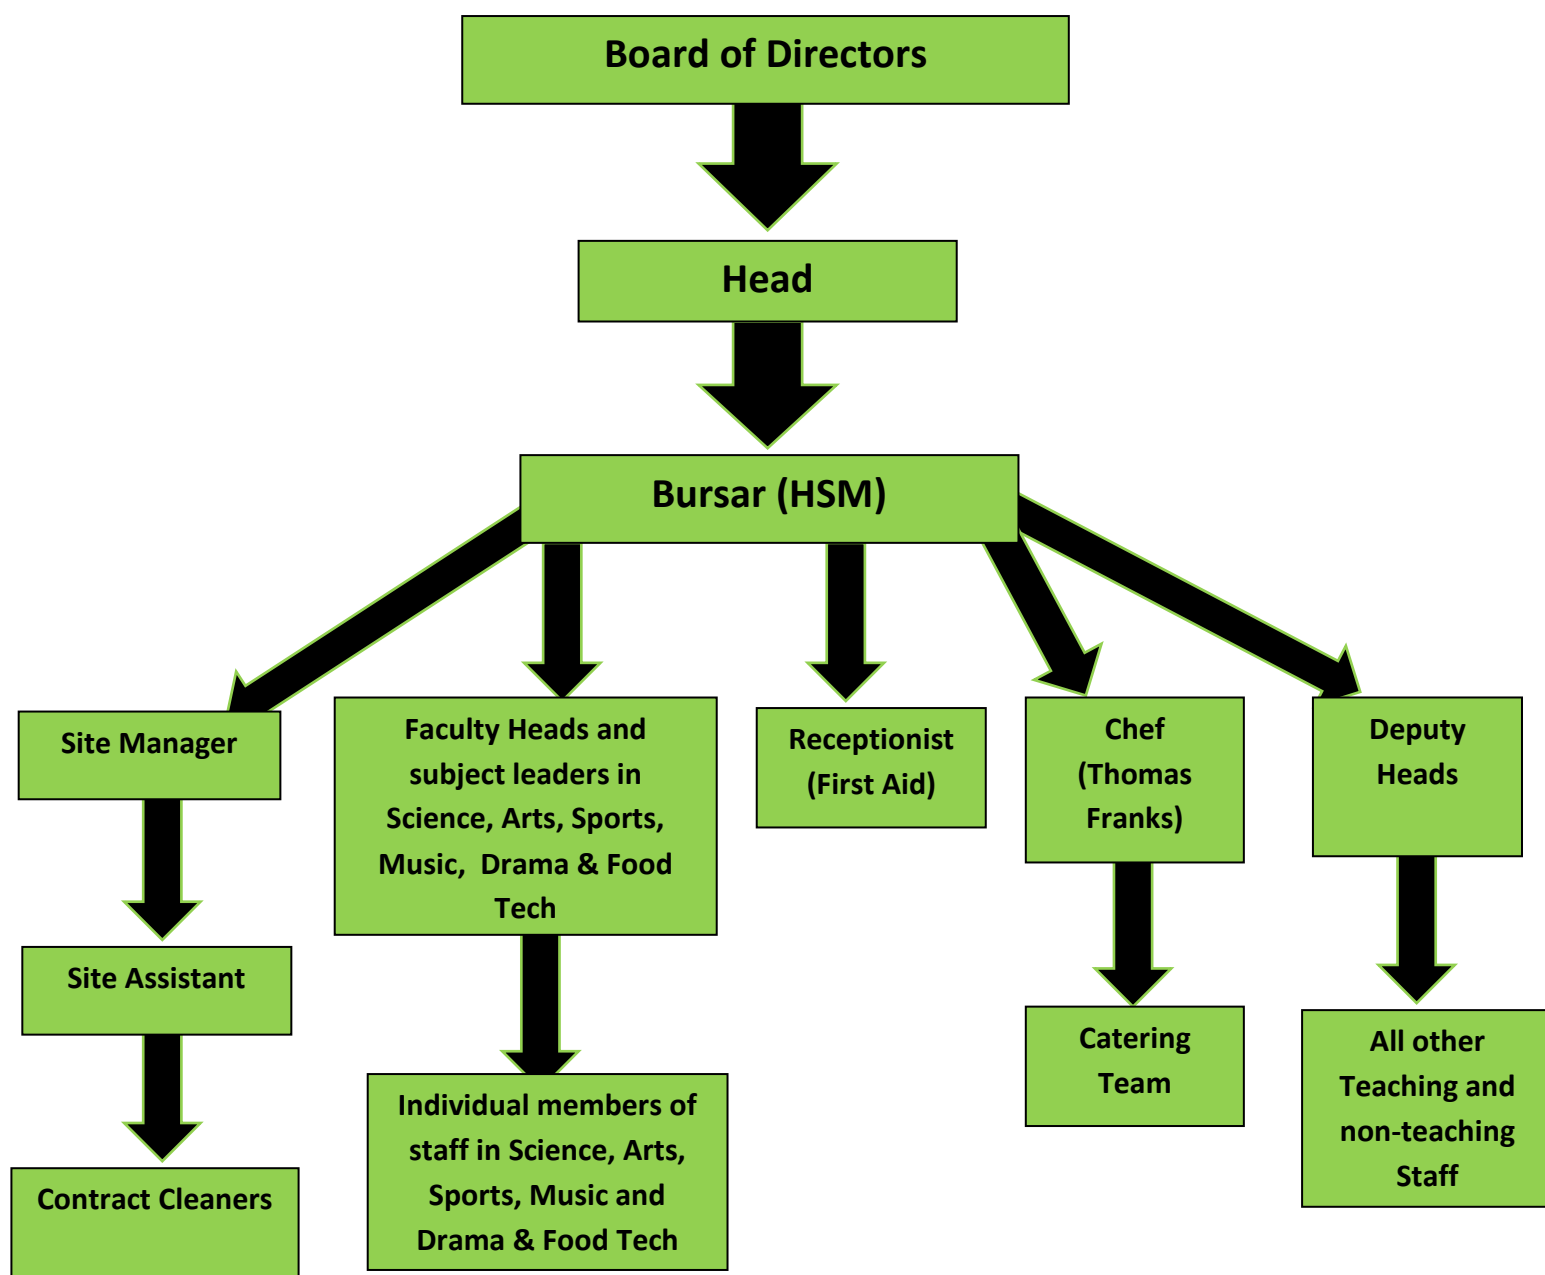 Board of Directors
Head
Bursar (HSM)
Site Manager
Faculty Heads and
subject leaders in
Science, Arts, Sports,
Music,  Drama & Food
Tech
Receptionist
(First Aid)
Chef
(Thomas
Franks)
Deputy
Heads
Site Assistant
Individual members of
staff in Science, Arts,
Sports, Music and
Drama & Food Tech
Catering
Team
All other
Teaching and
non-teaching
Staff
Contract Cleaners